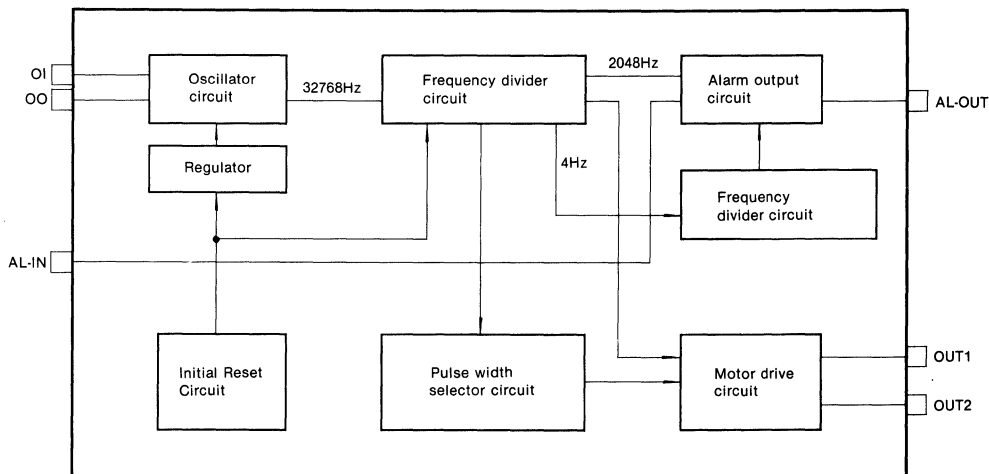 OI
OO
Oscillator
circuit
32768Hz
Frequency divider
circuit
2048Hz
Alarm output
circuit
AL-OUT
Regulator
4Hz
Frequency
divider circuit
AL-IN
Initial Reset
Circuit
Pulse width
selector circuit
Motor drive
circuit
OUT1
OUT2